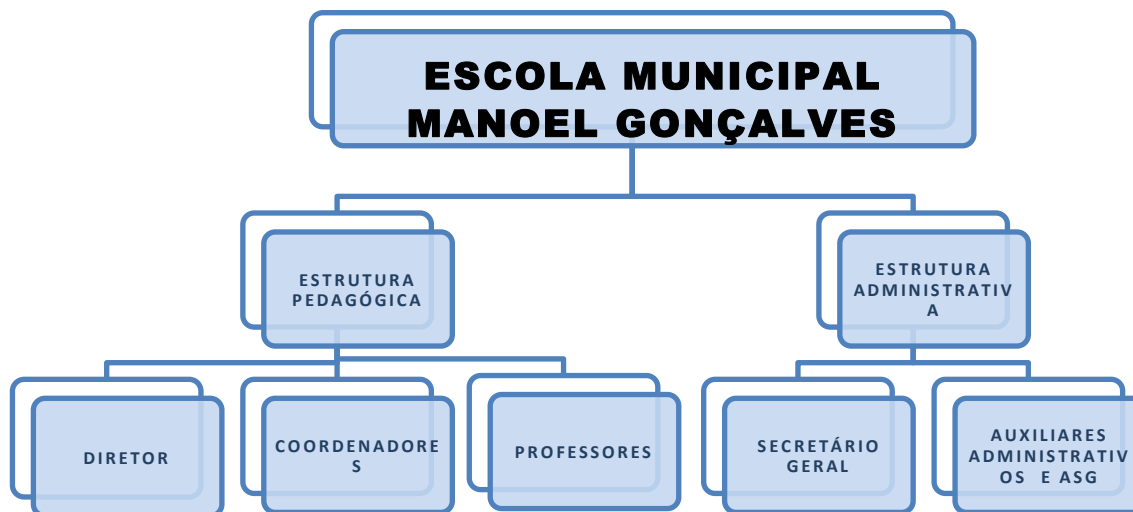 ESCOLA MUNICIPAL
MANOEL GONÇALVES
ESTRUTURA
PEDAGÓGICA
ESTRUTURA
ADMINISTRATIV
A
DIRETOR
COORDENADORE
S
PROFESSORES
SECRETÁRIO
GERAL
AUXILIARES
ADMINISTRATIV
OS E ASG